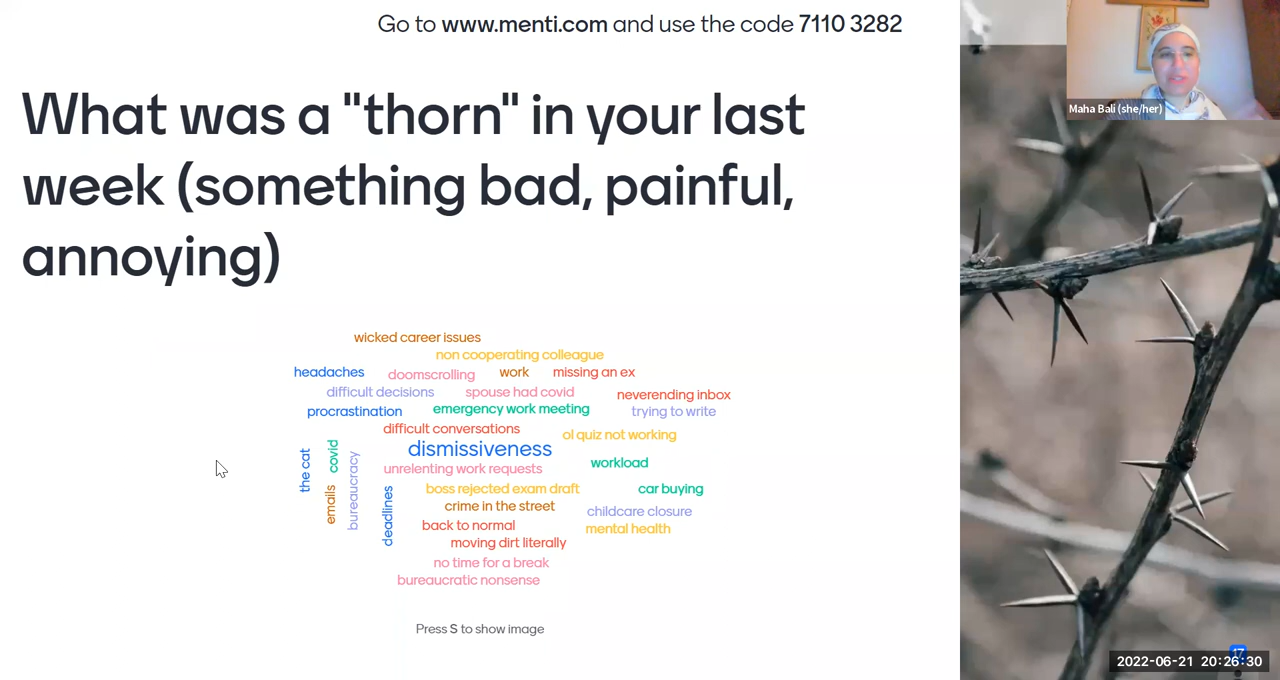 Go to www.menti.com and use the code 7110 3282
Maha Bali (she/her)
What was a "thorn" in your last
week (something bad, painful,
annoying)
wicked career issues
non cooperating colleague
headaches
doomscrolling
work
missing an ex
difficult decisions
spouse had covid
neverending inbox
procrastination
emergency work meeting
trying to write
difficult conversations
ol quiz not working
dismissiveness
the cat
covid
bureaucracy
unrelenting work requests
workload
emails
deadlines
boss rejected exam draft
car buying
crime in the street
childcare closure
back to normal
mental health
moving dirt literally
no time for a break
bureaucratic nonsense
Press S to show image
17
2022-06-21 20:26:30